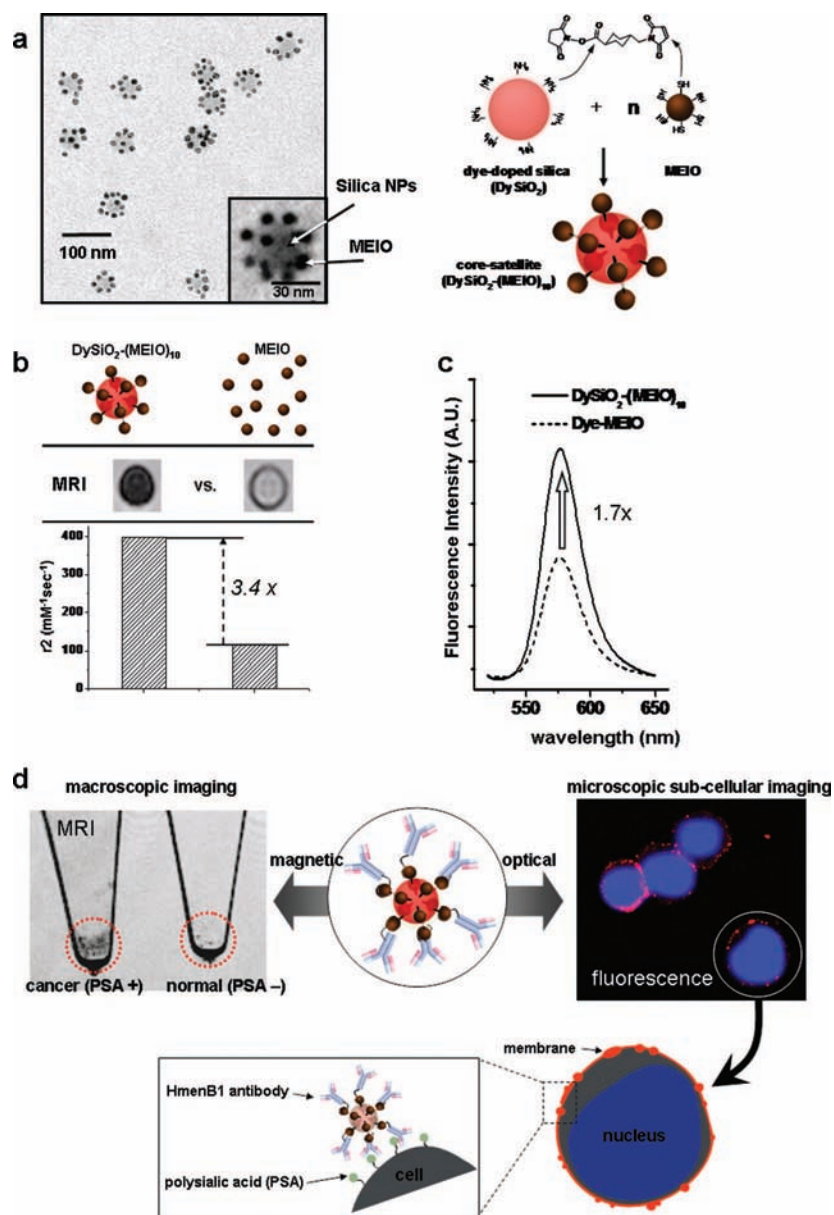 a
100 nm
Silica NPs
MEIO
30 nm
NH₂
SH
HS
+ n
dye-doped silica
(DySiO₂)
MEIO
core-satellite
(DySiO₂-(MEIO)₁₀)
b
DySiO₂-(MEIO)₁₀
MEIO
MRI
vs.
r2 (mM⁻¹sec⁻¹)
400
300
200
100
0
3.4 x
c
DySiO₂-(MEIO)₁₀
Dye-MEIO
1.7x
Fluorescence Intensity (A.U.)
550
600
650
wavelength (nm)
d
macroscopic imaging
microscopic sub-cellular imaging
MRI
magnetic
optical
cancer (PSA +)
normal (PSA –)
fluorescence
HmenB1 antibody
polysialic acid (PSA)
cell
membrane
nucleus